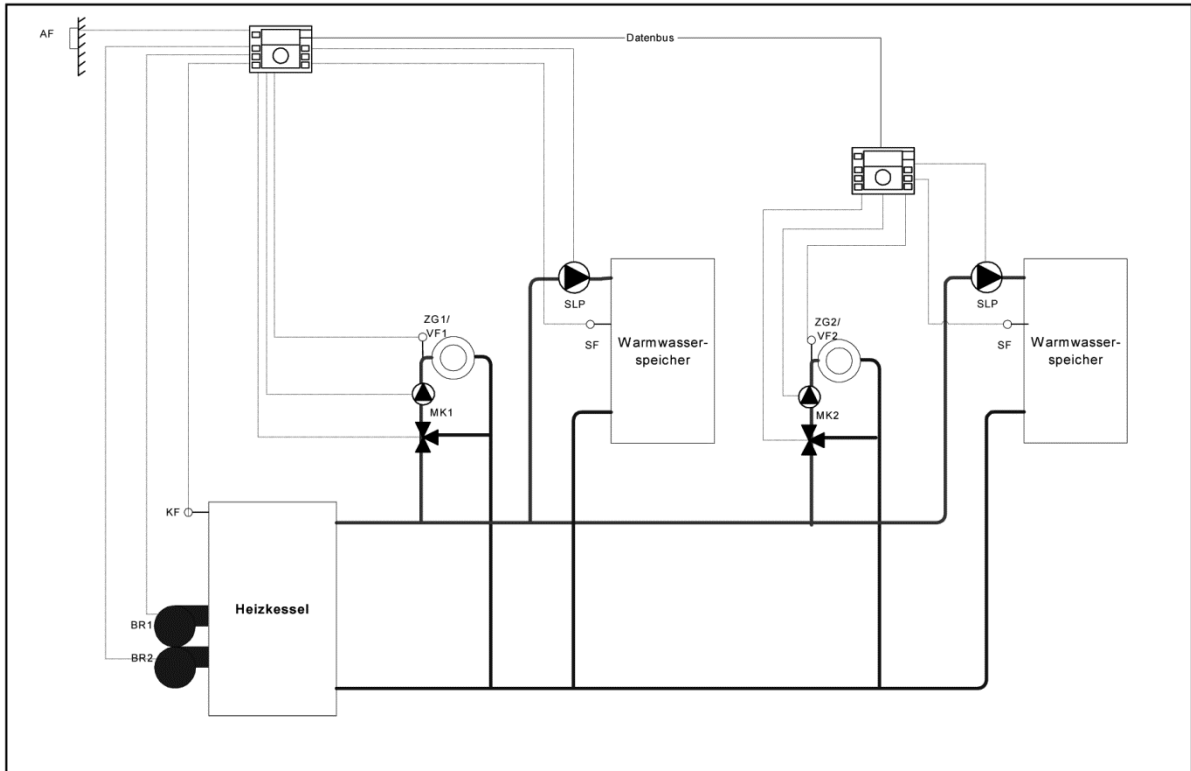 AF
Datenbus
SLP
SLP
ZG1/
VF1
SF
Warmwasser-
speicher
ZG2/
VF2
SF
Warmwasser-
speicher
MK1
MK2
KF
Heizkessel
BR1
BR2